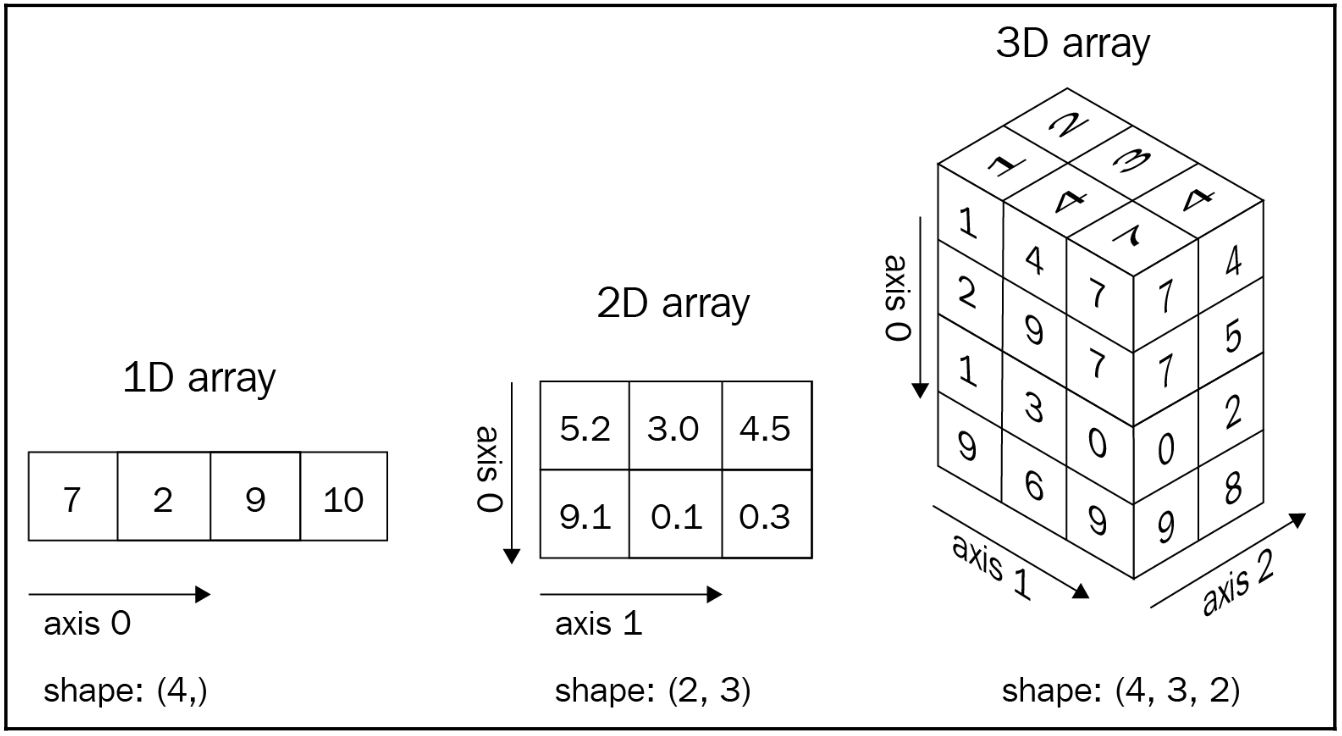 1D array
7 2 9 10
axis 0
shape: (4,)
2D array
axis 0
5.2 3.0 4.5
9.1 0.1 0.3
axis 1
shape: (2, 3)
3D array
2
1 3
4 4
7
axis 0
1 4 7 7 4
2 9 7 7 5
1 3 0 0 2
9 6 9 9 8
axis 1
axis 2
shape: (4, 3, 2)